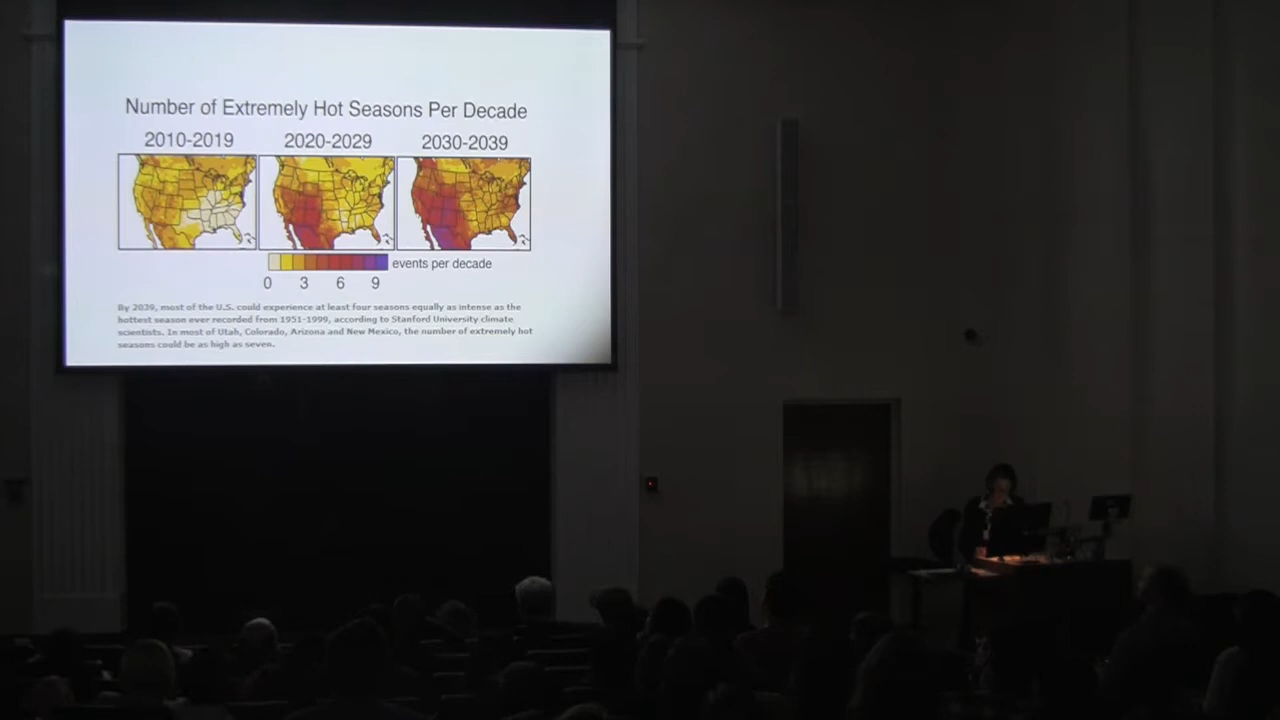 Number of Extremely Hot Seasons Per Decade
2010-2019 2020-2029 2030-2039
events per decade
0 3 6 9
By 2039, most of the U.S. could experience at least four seasons equally as intense as the
hottest season ever recorded from 1951-1999, according to Stanford University climate
scientists. In most of Utah, Colorado, Arizona and New Mexico, the number of extremely hot
seasons could be as high as seven.